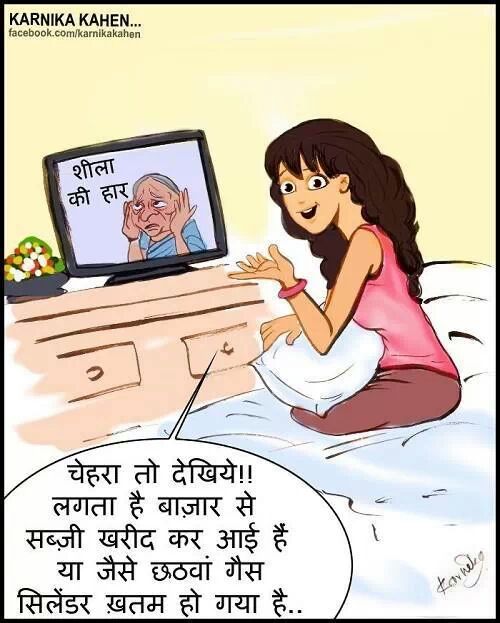 KARNIKA KAHEN...
facebook.com/karnikakahen
शीला
की हार
चेहरा तो देखिये!!
लगता है बाज़ार से
सब्ज़ी खरीद कर आई हैं
या जैसे छठवां गैस
सिलेंडर ख़तम हो गया है..
Karnika